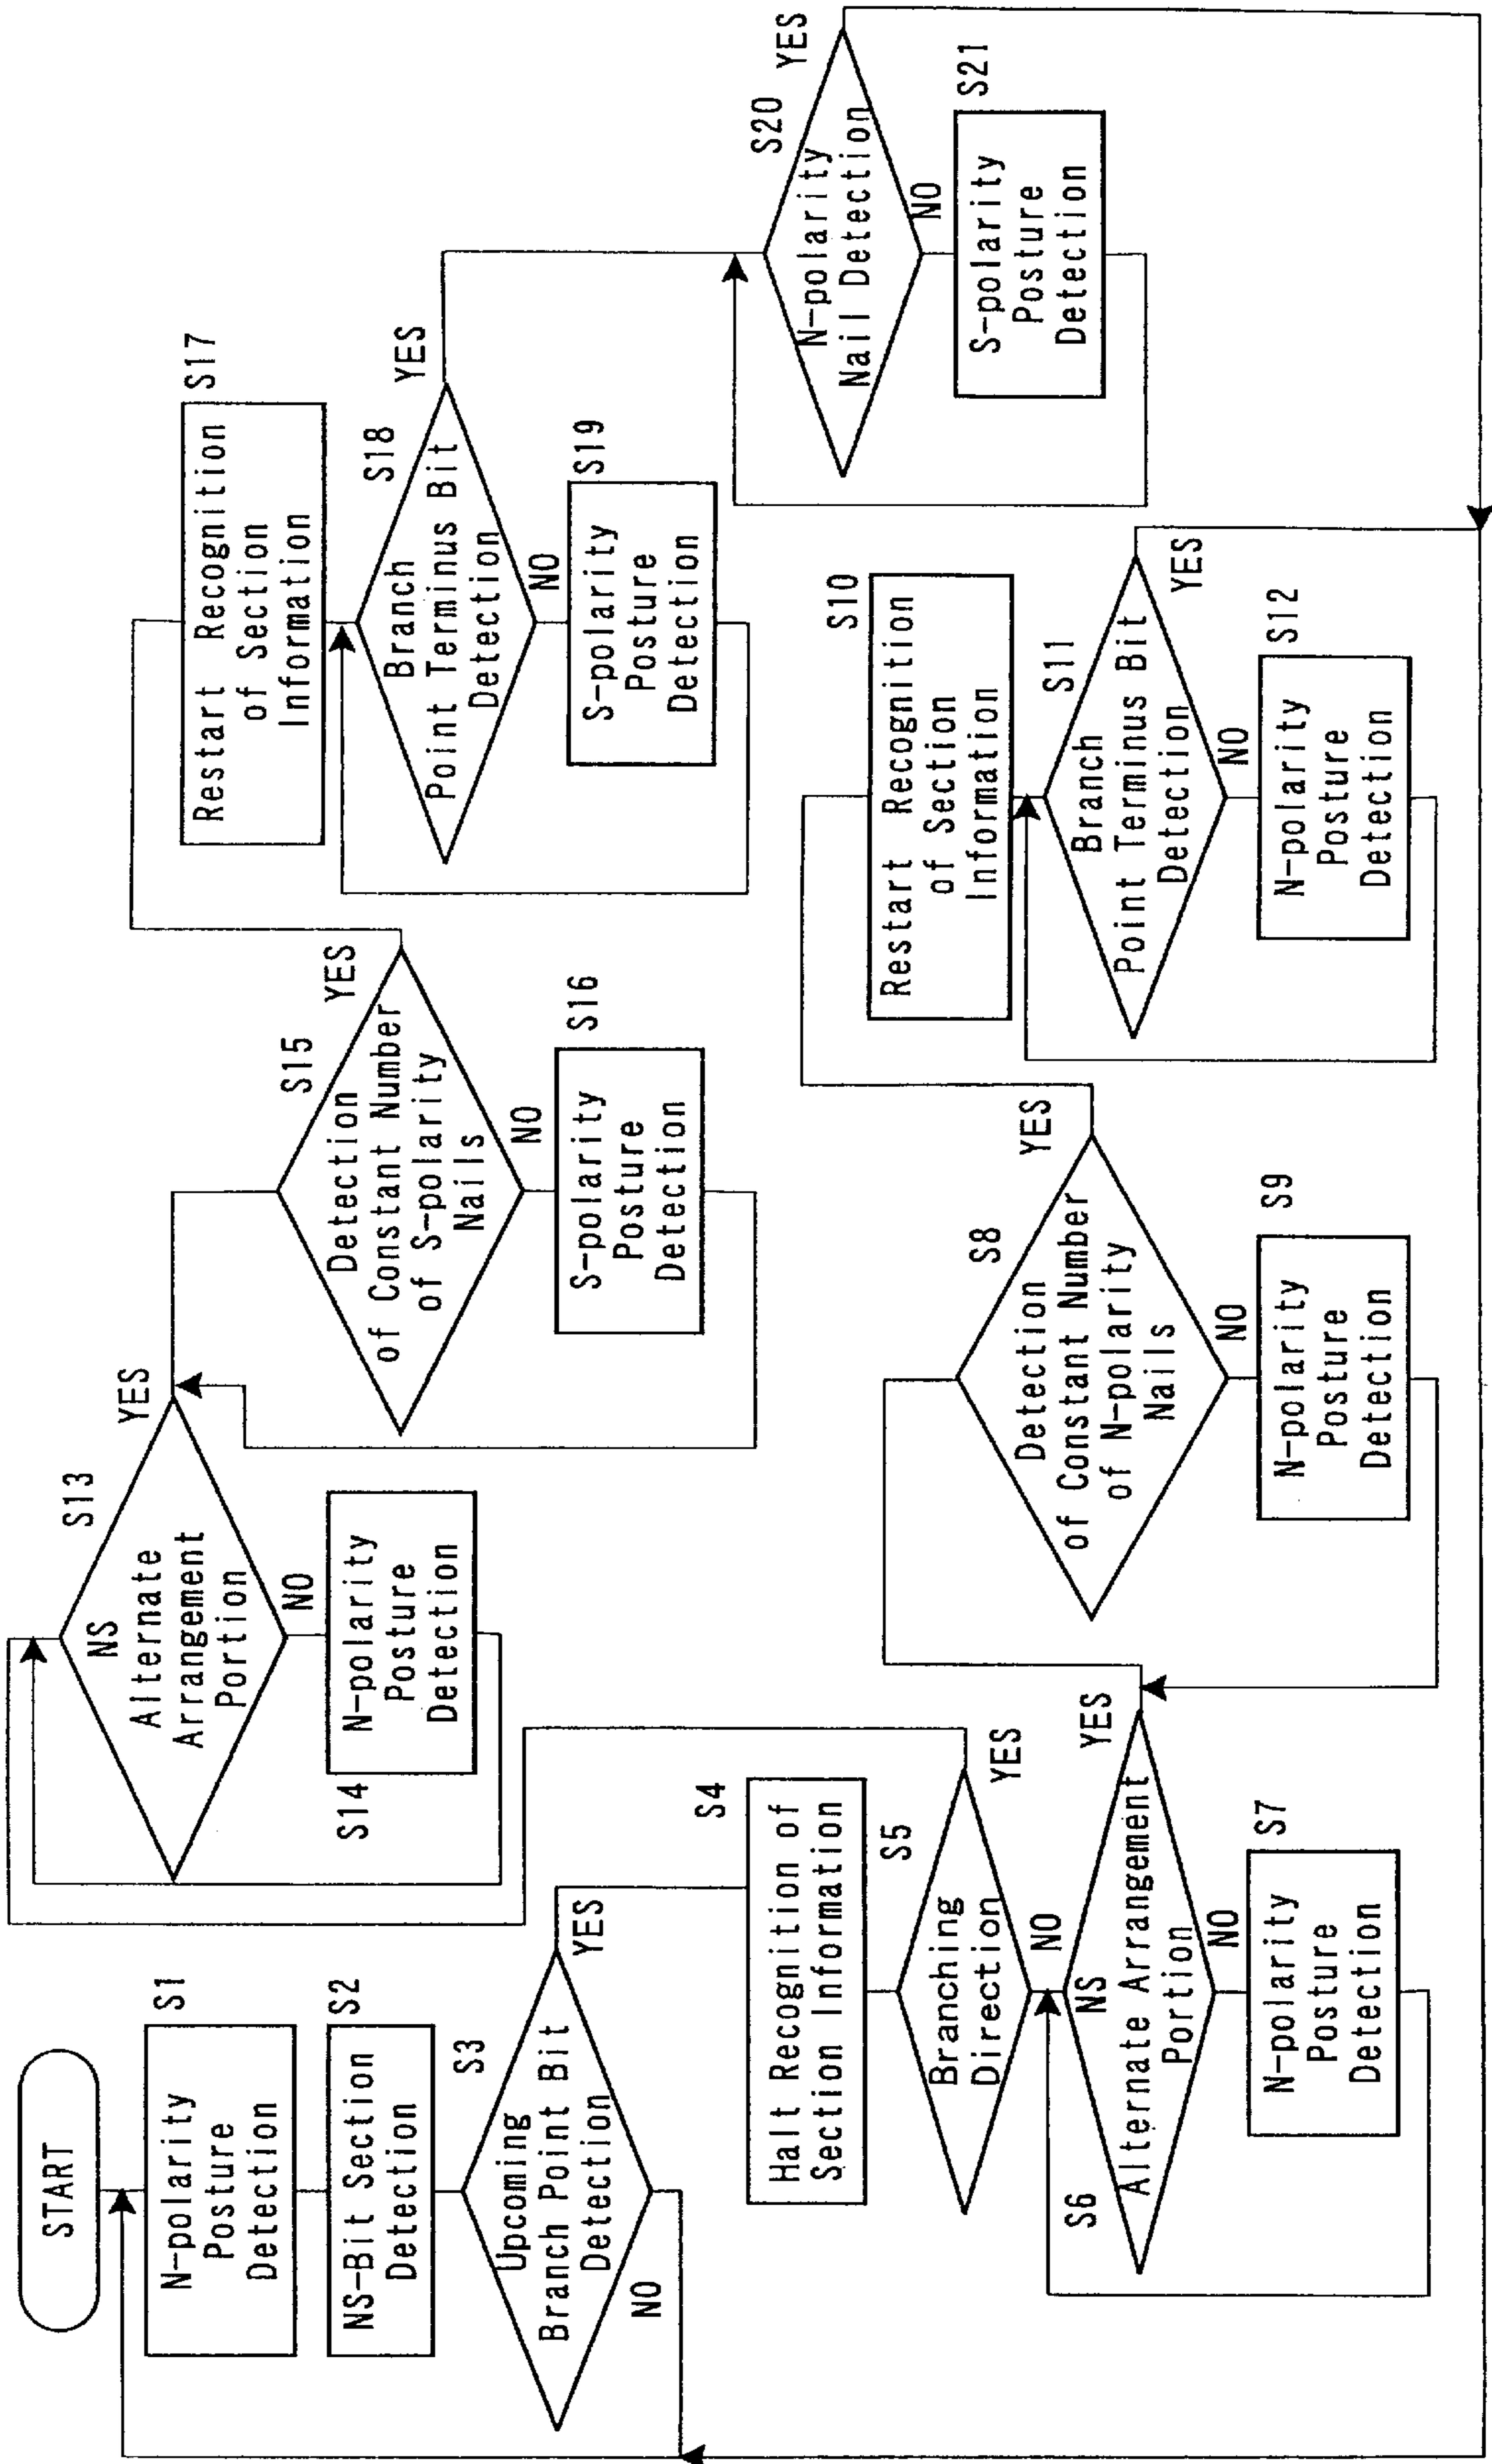 START
N-polarity
Posture
Detection
S1
NS-Bit Section
Detection
S2
Upcoming
Branch Point Bit
Detection
S3
YES
NO
Halt Recognition of
Section Information
S4
Branching
Direction
S5
YES
NO
NS
Alternate Arrangement
Portion
S6
YES
NO
N-polarity
Posture
Detection
S7
Detection
of Constant Number
of N-polarity
Nails
S8
YES
NO
N-polarity
Posture
Detection
S9
Restart Recognition
of Section
Information
S10
Branch
Point Terminus Bit
Detection
S11
YES
NO
N-polarity
Posture
Detection
S12
NS
Alternate
Arrangement
Portion
S13
YES
NO
N-polarity
Posture
Detection
S14
Detection
of Constant Number
of S-polarity
Nails
S15
YES
NO
S-polarity
Posture
Detection
S16
Restart Recognition
of Section
Information
S17
Branch
Point Terminus Bit
Detection
S18
YES
NO
S-polarity
Posture
Detection
S19
N-polarity
Nail Detection
S20
YES
NO
S-polarity
Posture
Detection
S21